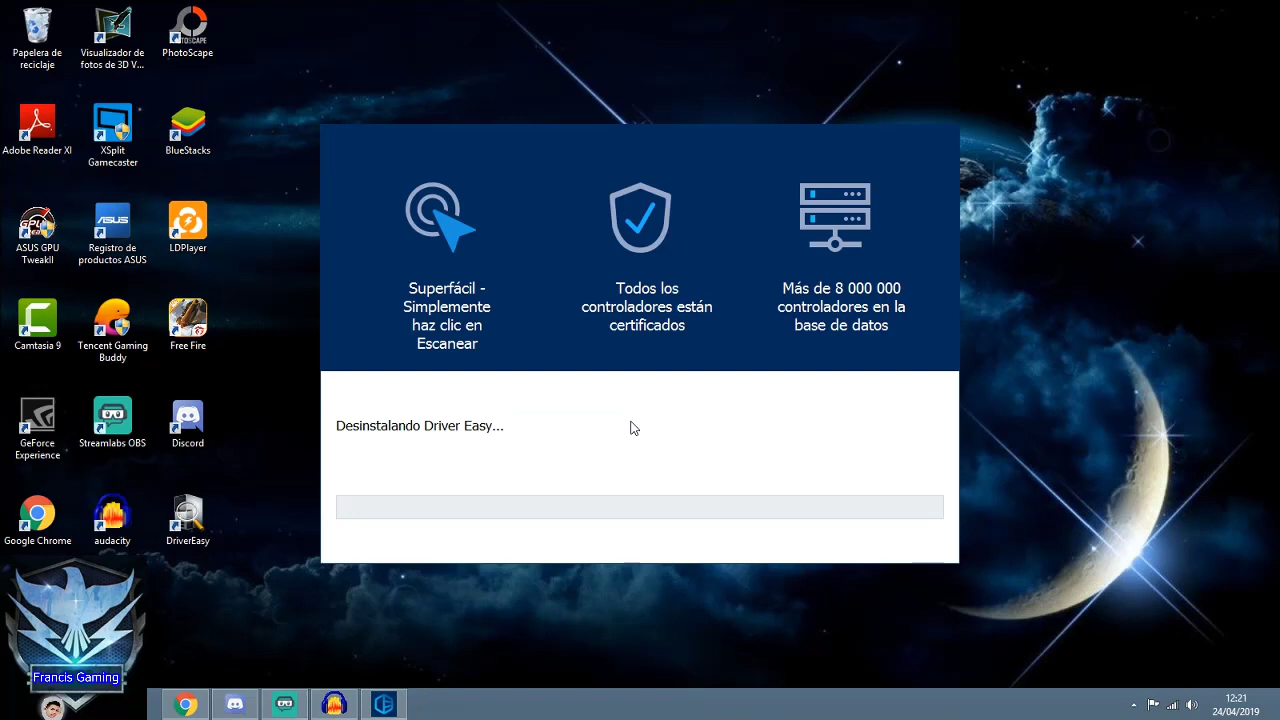 Papelera de
reciclaje
Visualizador de
fotos de 3D V...
PHOTOSCAPE
PhotoScape
Adobe Reader XI
XSplit
Gamecaster
BlueStacks
GPU
ASUS GPU
TweakII
ASUS
Registro de
productos ASUS
LDPlayer
Camtasia 9
Tencent Gaming
Buddy
Free Fire
GeForce
Experience
Streamlabs OBS
Discord
Google Chrome
audacity
DriverEasy
Superfácil -
Simplemente
haz clic en
Escanear
Todos los
controladores están
certificados
Más de 8 000 000
controladores en la
base de datos
Desinstalando Driver Easy...
Francis Gaming
12:21
24/04/2019